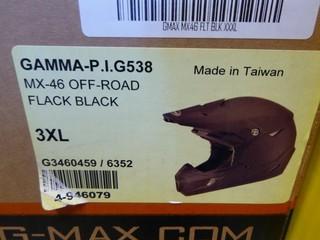 GMAX MX46 FLT BLK XXXL
GAMMA-P.I.G538
Made in Taiwan
MX-46 OFF-ROAD
FLACK BLACK
3XL
G3460459 / 6352
4-946079
G-MAX.COM